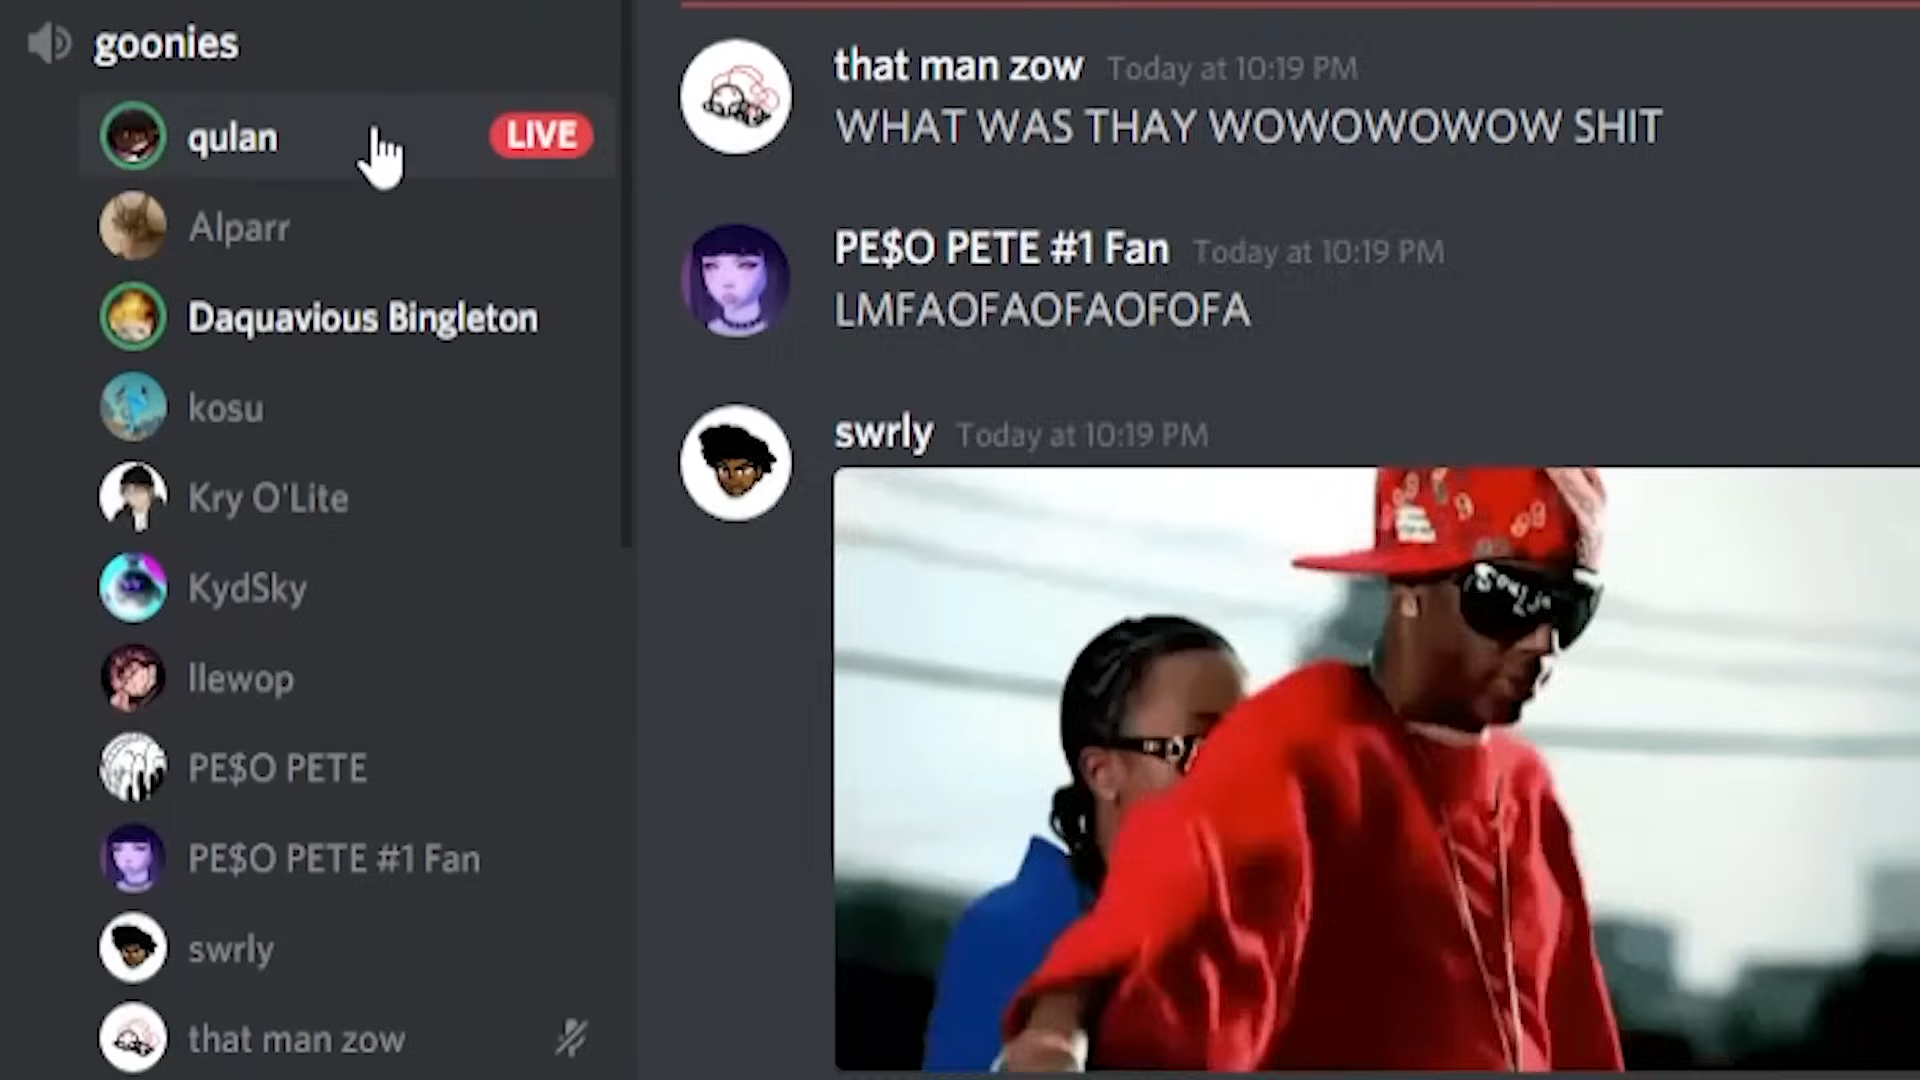 goonies
qulan LIVE
Alparr
Daquavious Bingleton
kosu
Kry O'Lite
KydSky
llewop
PE$O PETE
PE$O PETE #1 Fan
swrly
that man zow
that man zow Today at 10:19 PM
WHAT WAS THAY WOWOWOWOW SHIT
PE$O PETE #1 Fan Today at 10:19 PM
LMFAOFAOFAOFOFA
swrly Today at 10:19 PM